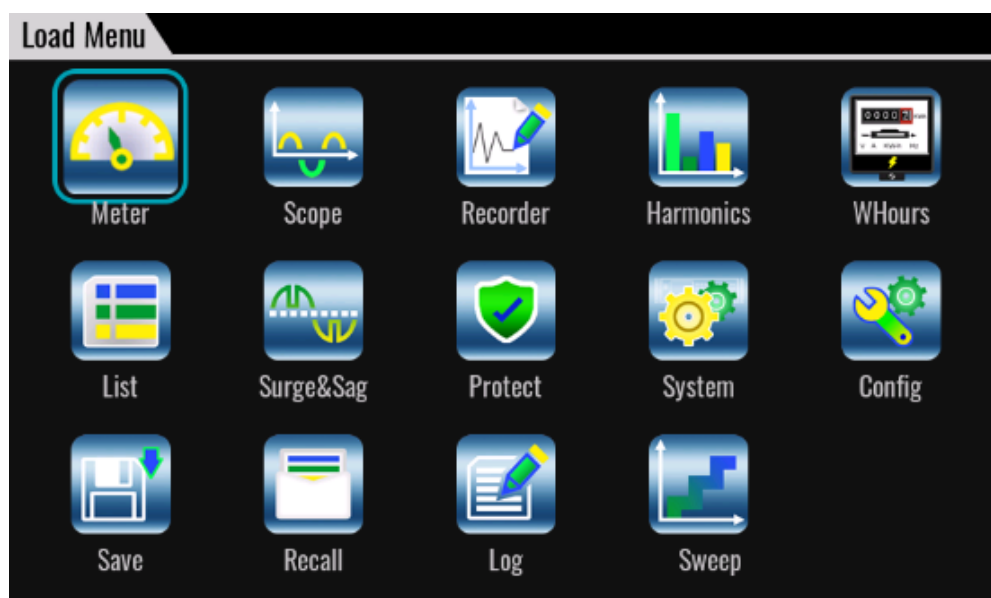 Load Menu
Meter
Scope
Recorder
Harmonics
WHours
List
Surge&Sag
Protect
System
Config
Save
Recall
Log
Sweep